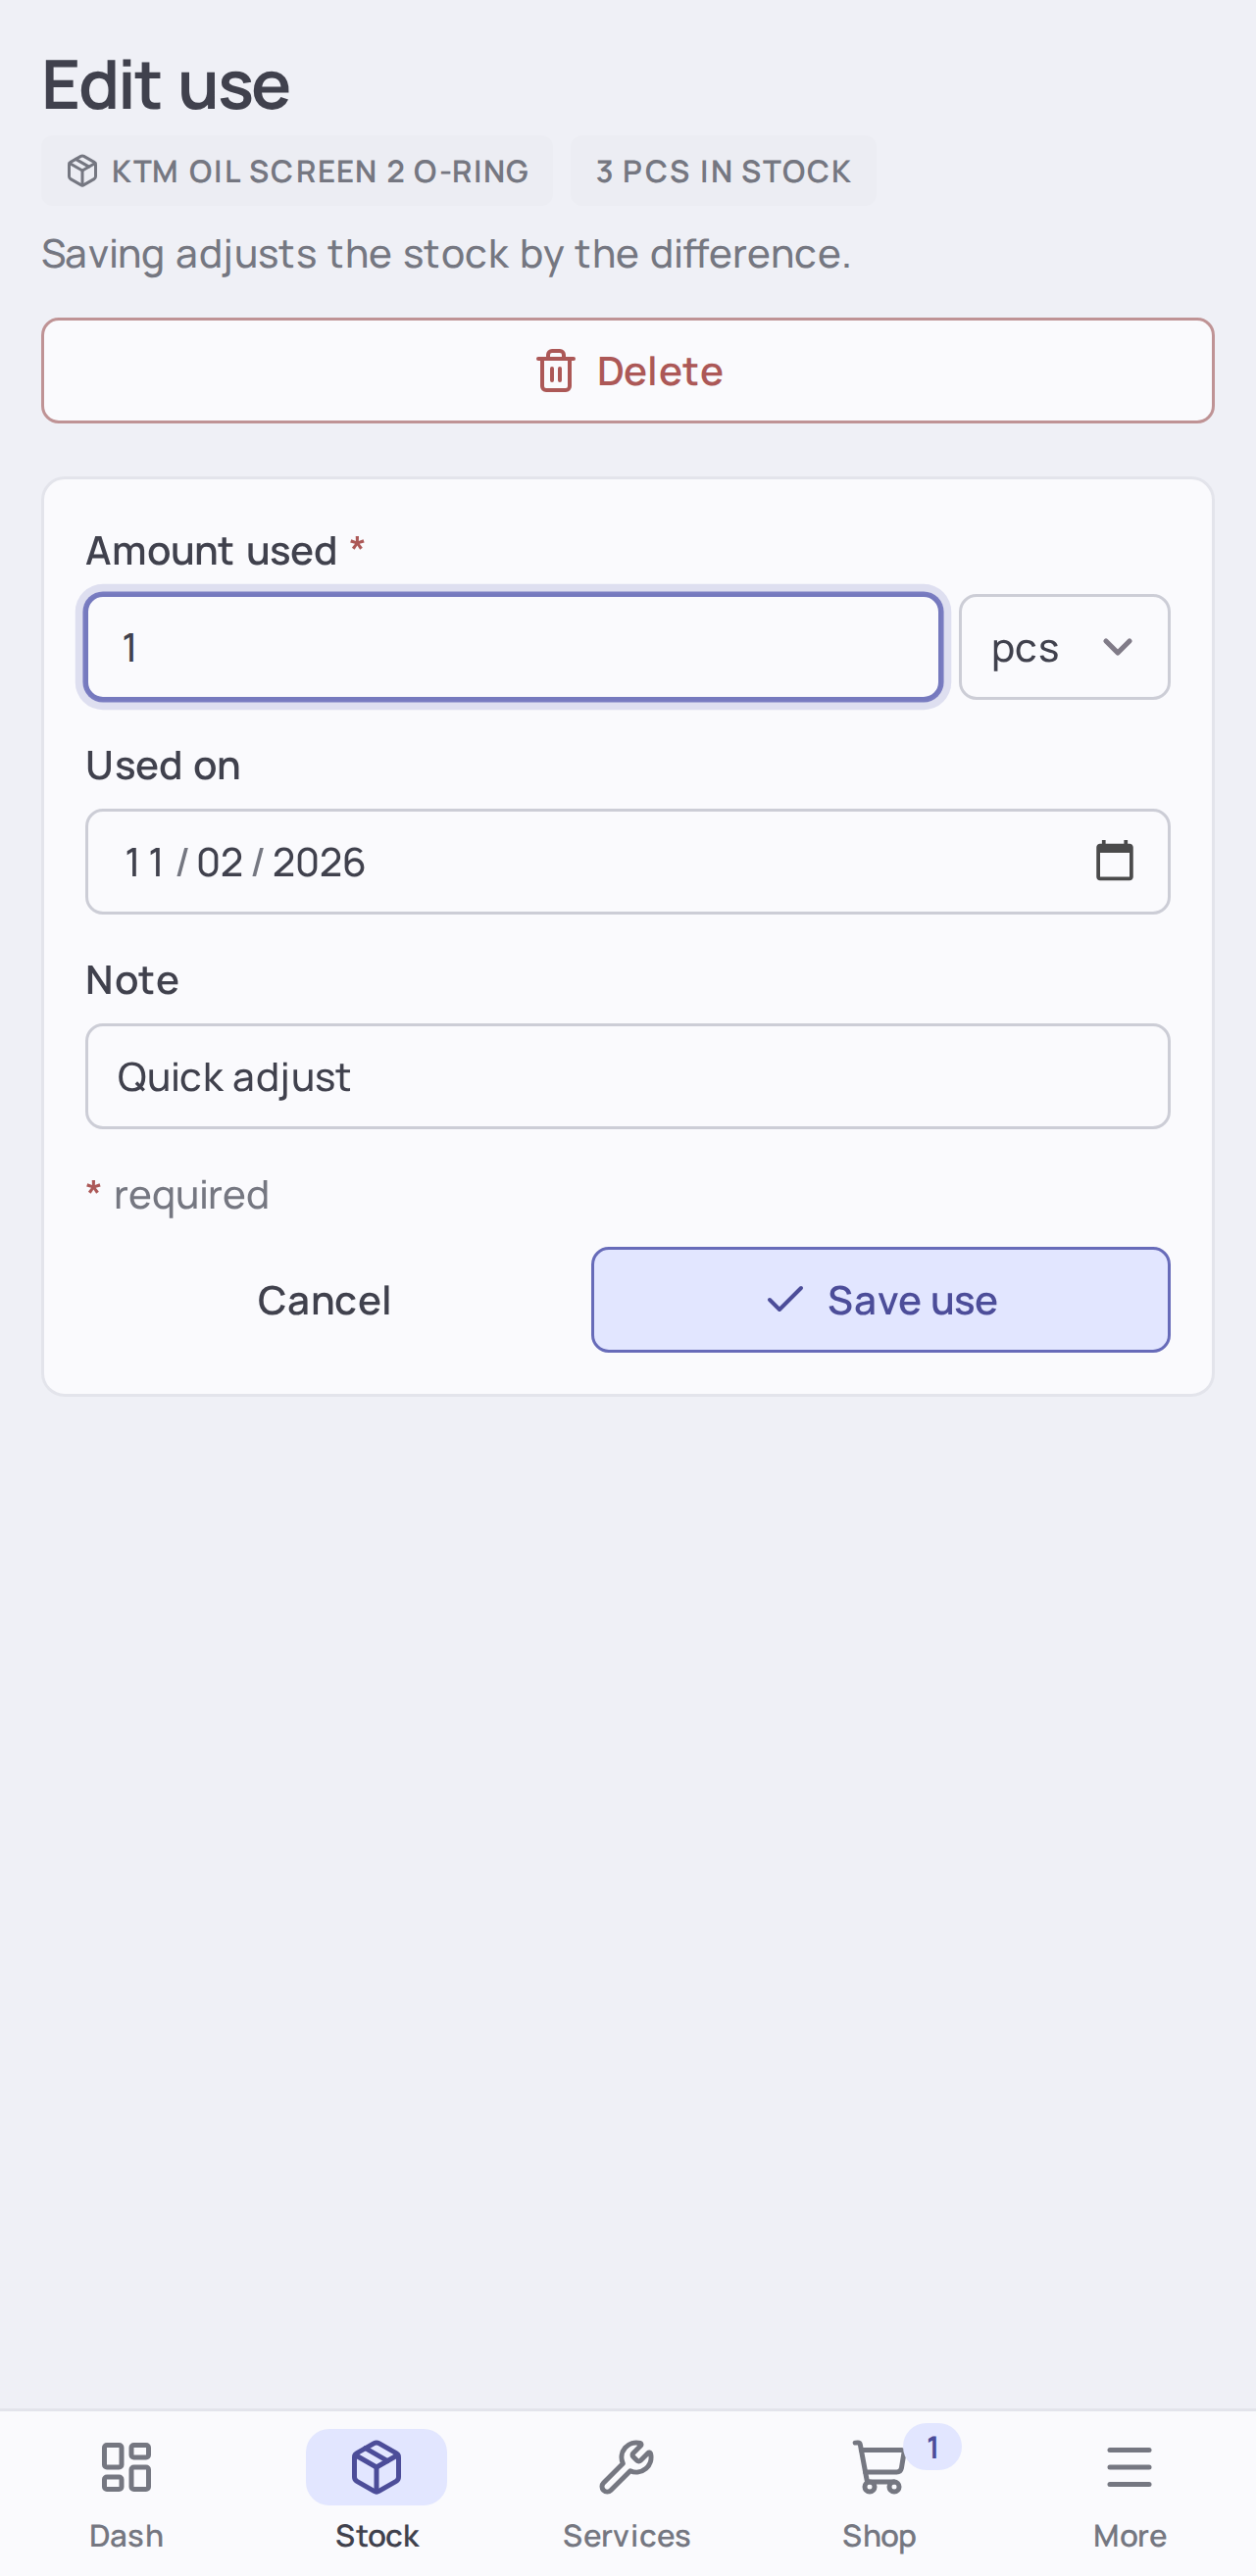 Edit use
KTM OIL SCREEN 2 O-RING 3 PCS IN STOCK
Saving adjusts the stock by the difference.
Delete
Amount used *
1 pcs
Used on
11/02/2026
Note
Quick adjust
* required
Cancel Save use
1
Dash Stock Services Shop More